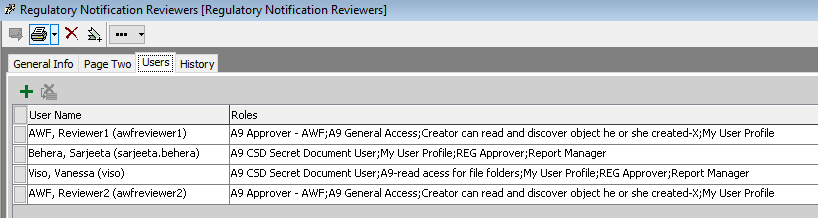 Regulatory Notification Reviewers [Regulatory Notification Reviewers]
General Info Page Two Users History
User Name Roles
AWF, Reviewer1 (awfreviewer1) A9 Approver - AWF;A9 General Access;Creator can read and discover object he or she created-X;My User Profile
Behera, Sarjeeta (sarjeeta.behera) A9 CSD Secret Document User;My User Profile;REG Approver;Report Manager
Viso, Vanessa (viso) A9 CSD Secret Document User;A9-read acess for file folders;My User Profile;REG Approver;Report Manager
AWF, Reviewer2 (awfreviewer2) A9 Approver - AWF;A9 General Access;Creator can read and discover object he or she created-X;My User Profile